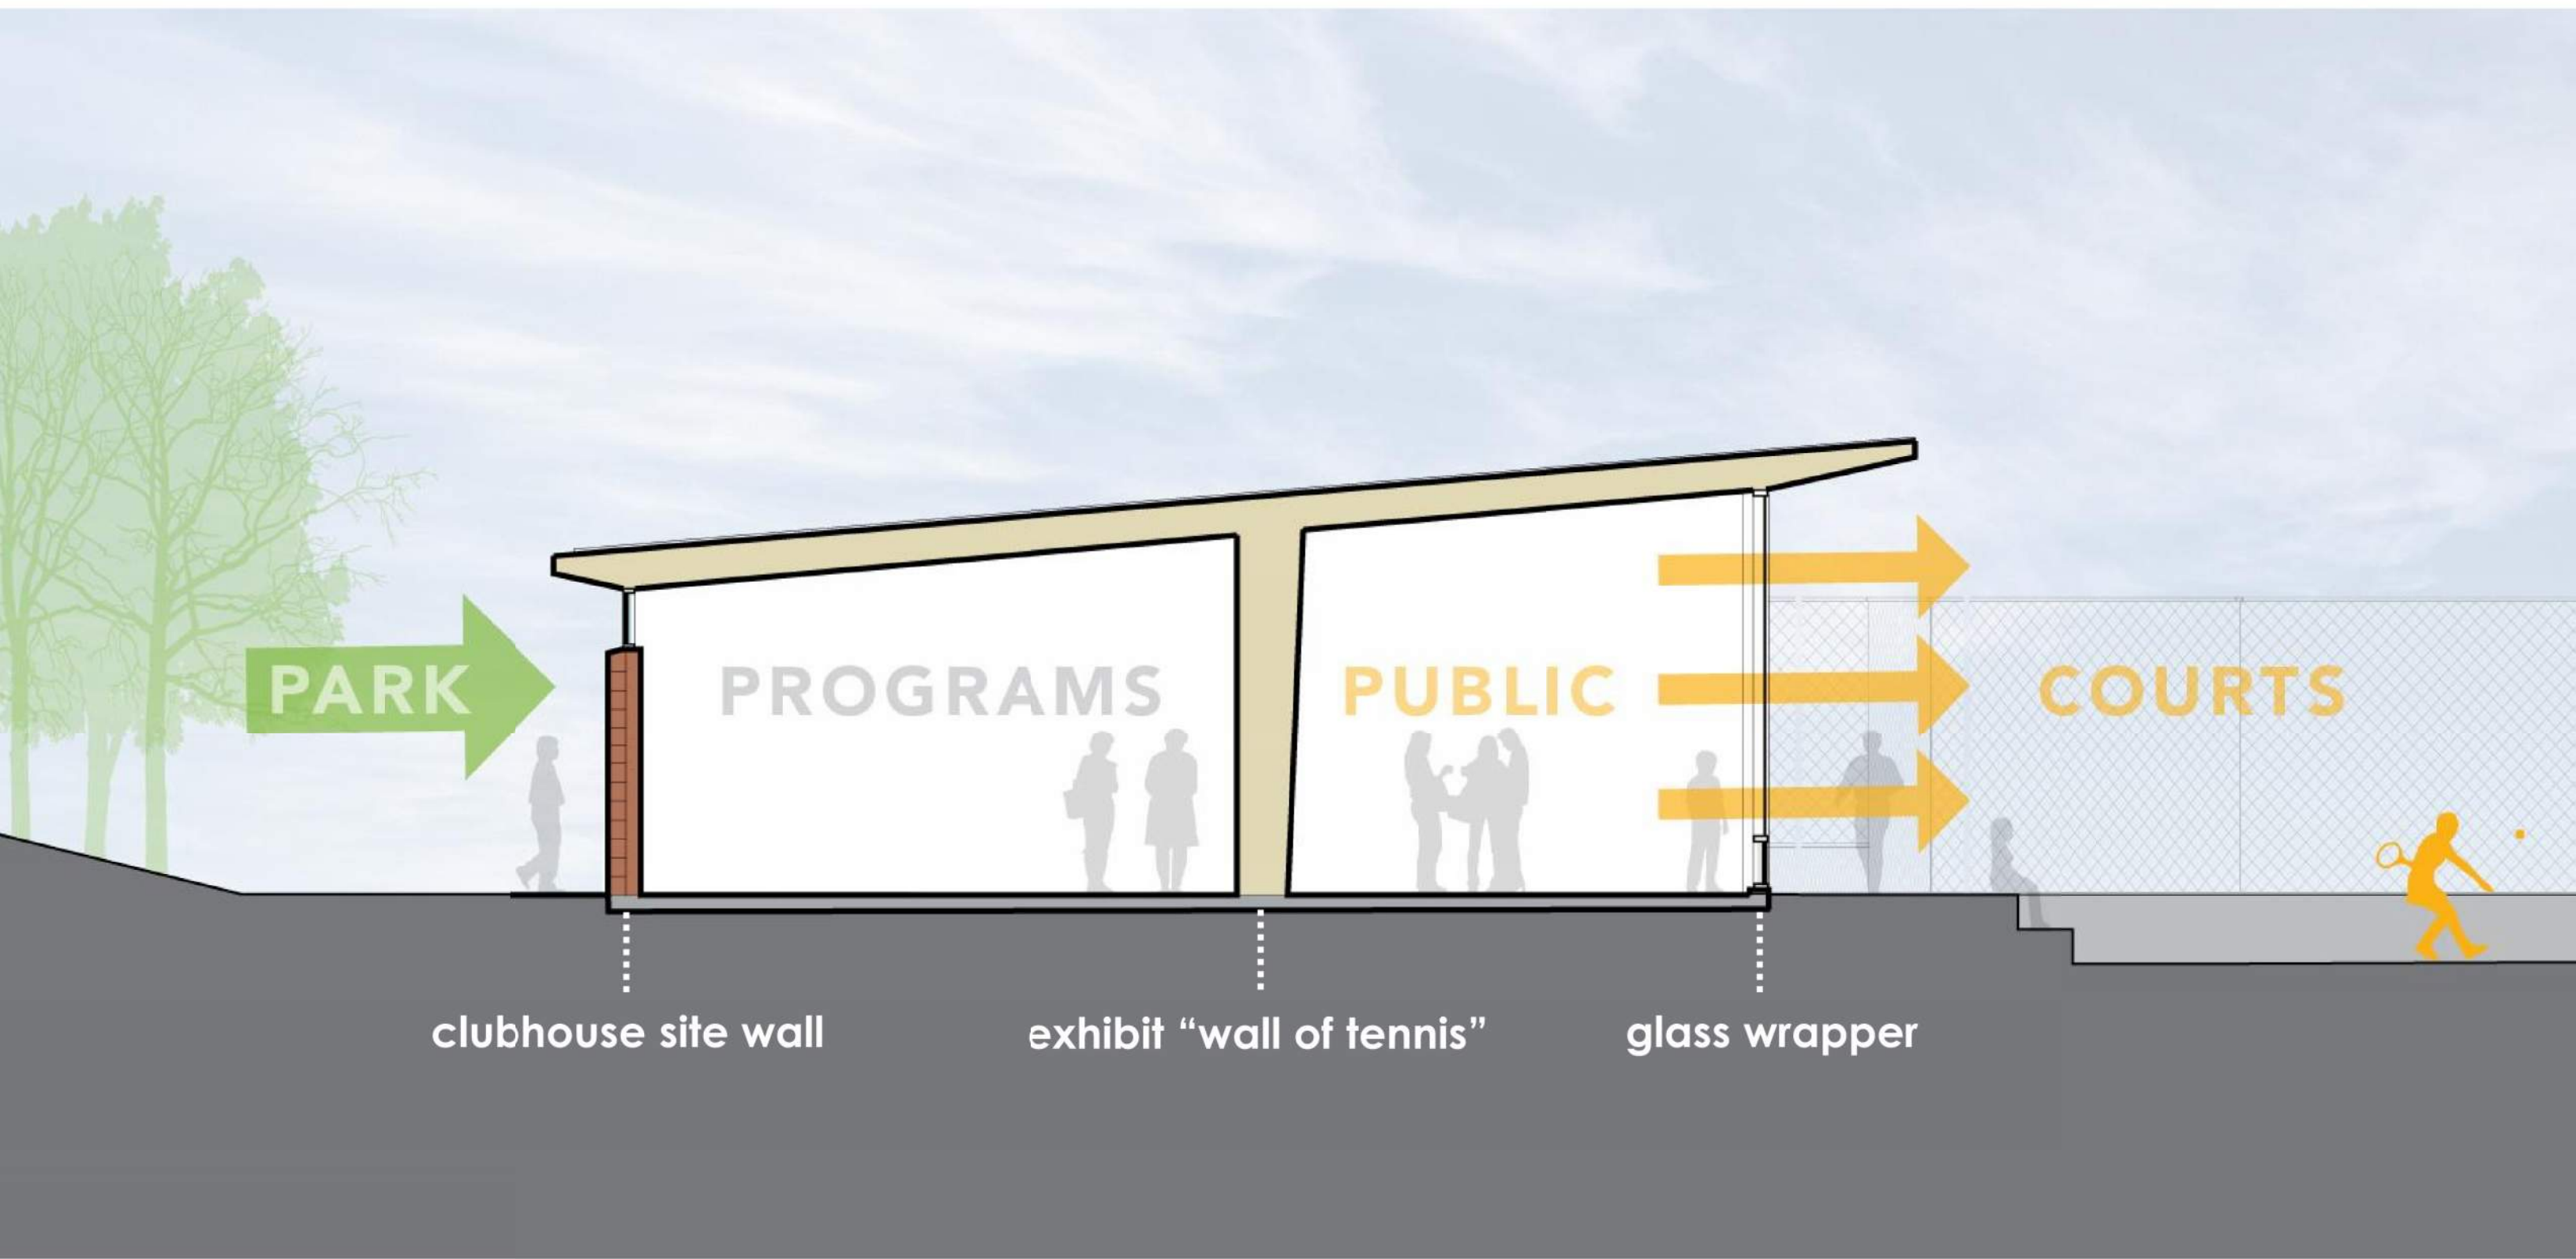 PARK
PROGRAMS
PUBLIC
COURTS
clubhouse site wall
exhibit “wall of tennis”
glass wrapper